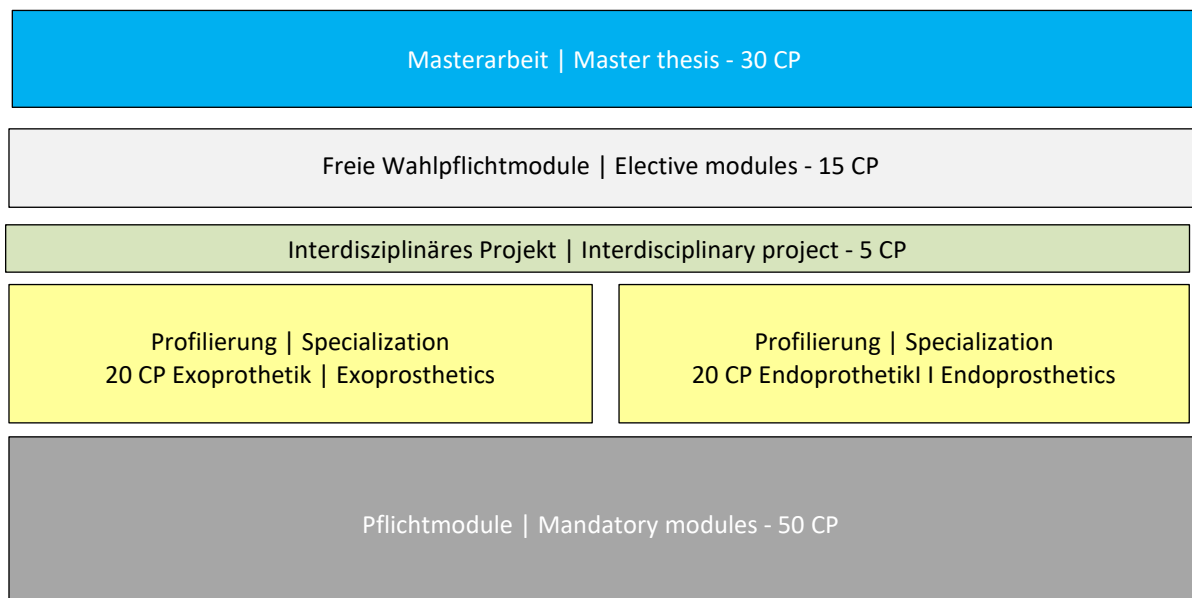 Masterarbeit | Master thesis - 30 CP
Freie Wahlpflichtmodule | Elective modules - 15 CP
Interdisziplinäres Projekt | Interdisciplinary project - 5 CP
Profilierung | Specialization
20 CP Exoprothetik | Exoprosthetics
Profilierung | Specialization
20 CP EndoprothetikI I Endoprosthetics
Pflichtmodule | Mandatory modules - 50 CP